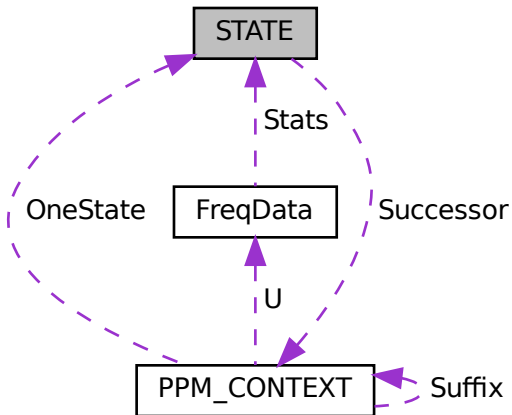 STATE
Stats
OneState
FreqData
Successor
U
PPM_CONTEXT
Suffix